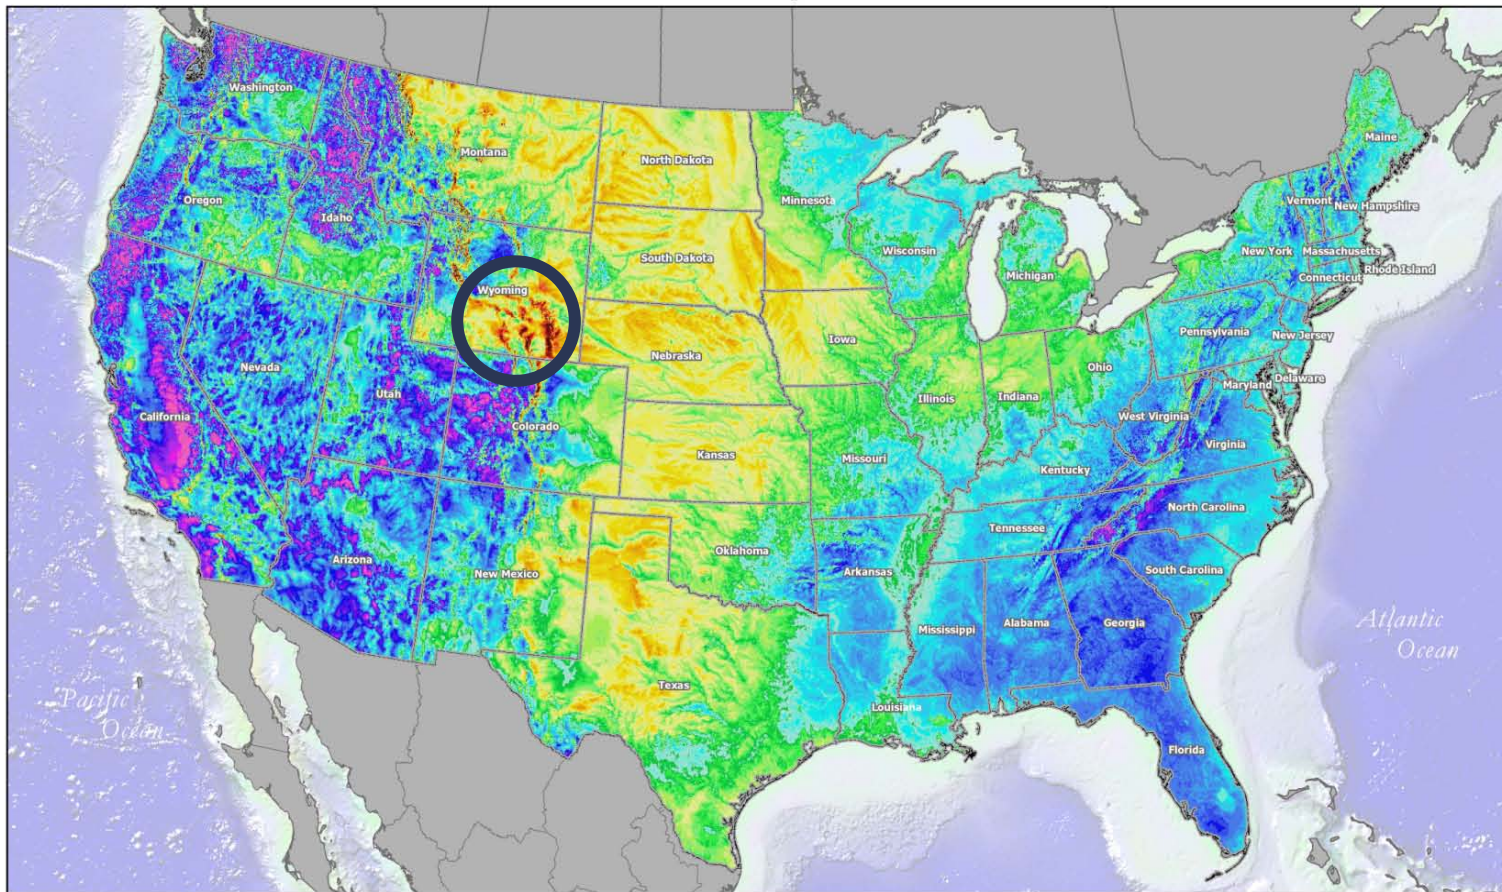 Washington
Montana
North Dakota
Minnesota
Maine
Oregon
Idaho
Vermont
New Hampshire
Wisconsin
New York
Massachusetts
South Dakota
Michigan
Rhode Island
Connecticut
Wyoming
Pennsylvania
New Jersey
Iowa
Nebraska
Ohio
Nevada
Utah
Illinois
Indiana
Maryland
Delaware
California
Colorado
West Virginia
Virginia
Kansas
Missouri
Kentucky
North Carolina
Tennessee
Oklahoma
Arizona
New Mexico
Arkansas
South Carolina
Mississippi
Alabama
Georgia
Atlantic
Ocean
Texas
Pacific
Ocean
Louisiana
Florida